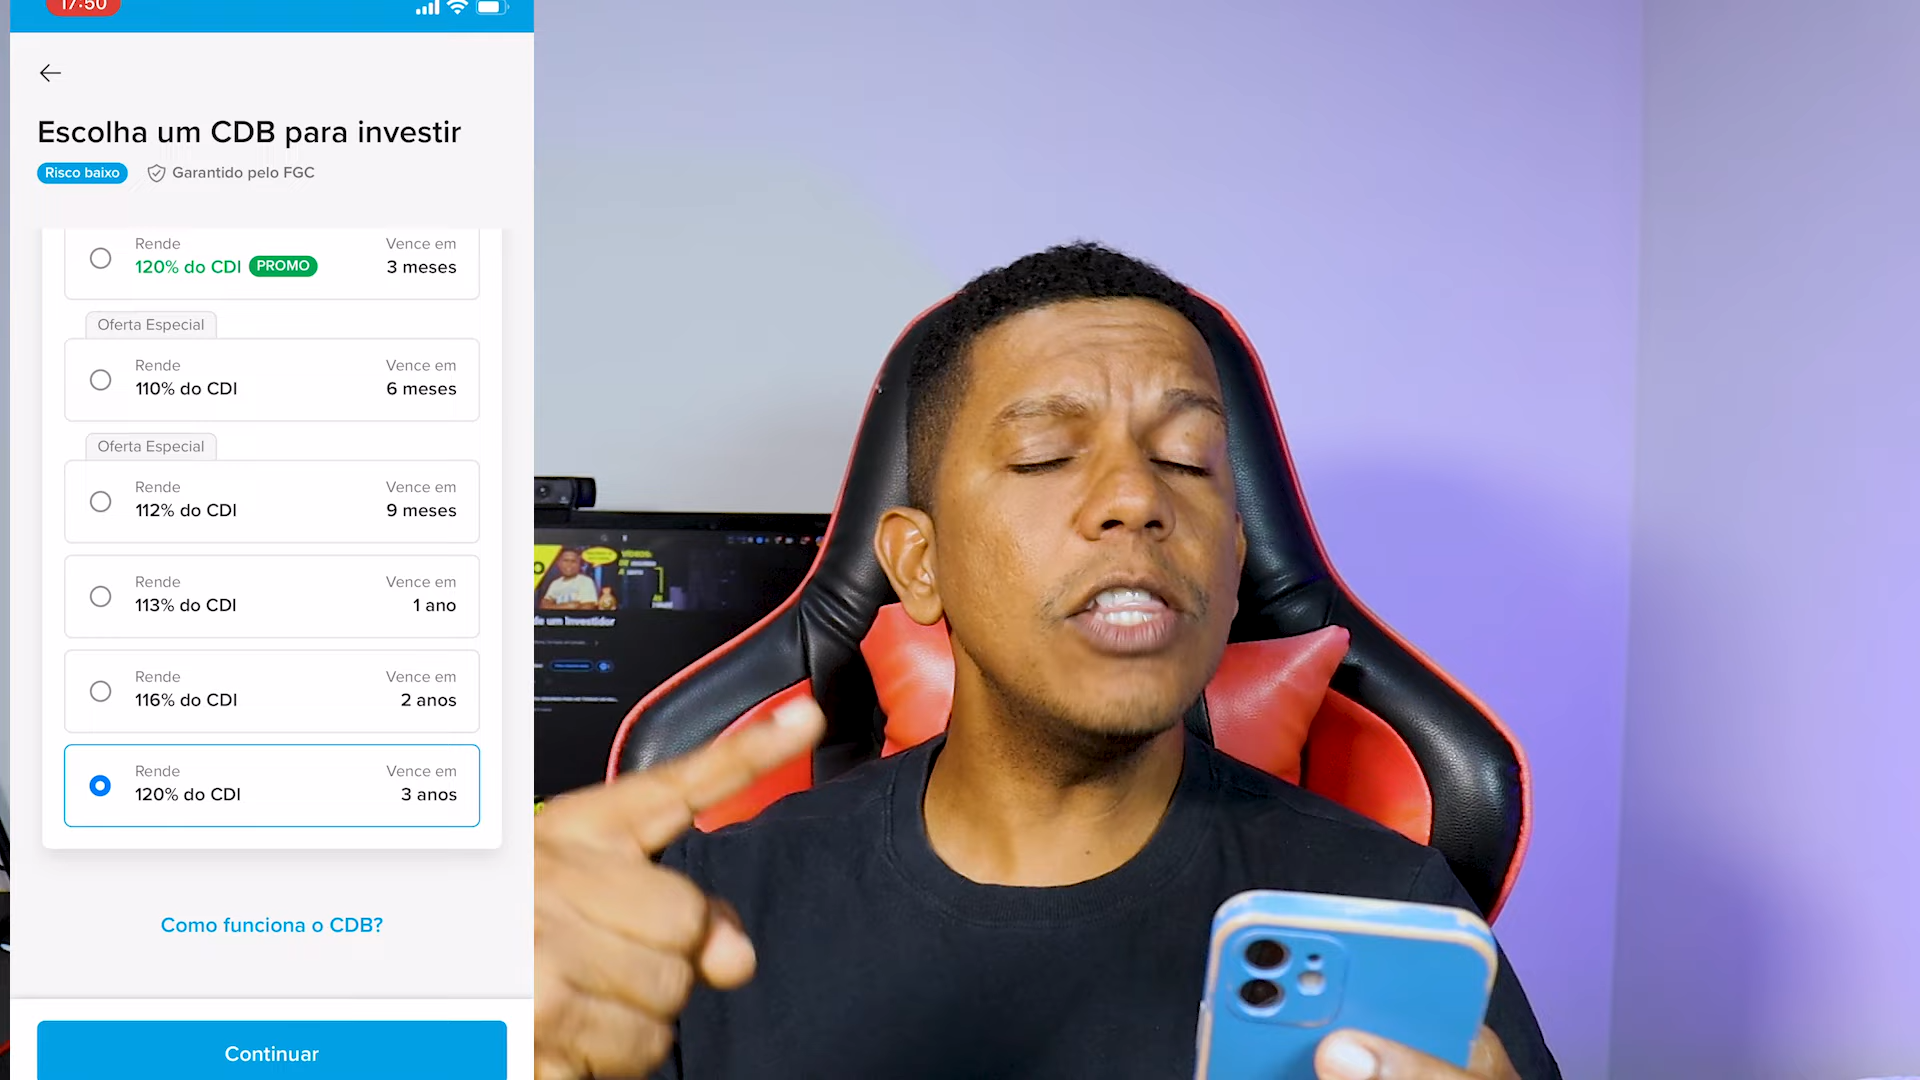 17:50
Escolha um CDB para investir
Risco baixo
Garantido pelo FGC
Rende
Vence em
120% do CDI PROMO
3 meses
Oferta Especial
Rende
Vence em
110% do CDI
6 meses
Oferta Especial
Rende
Vence em
112% do CDI
9 meses
Rende
Vence em
113% do CDI
1 ano
Rende
Vence em
116% do CDI
2 anos
Rende
Vence em
120% do CDI
3 anos
Como funciona o CDB?
Continuar
de um Investidor